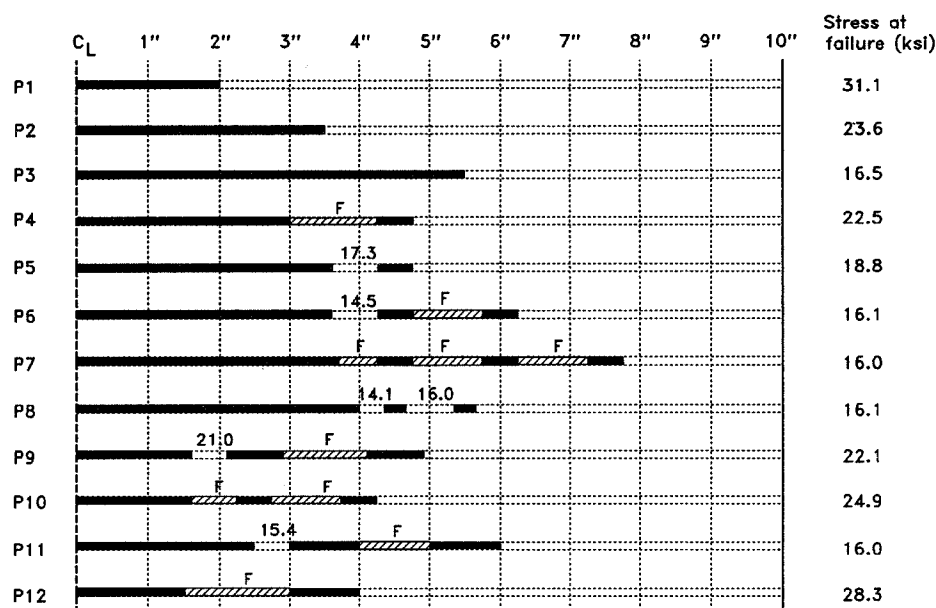 Stress at
failure (ksi)
CL 1" 2" 3" 4" 5" 6" 7" 8" 9" 10"
P1 31.1
P2 23.6
P3 16.5
F
P4 22.5
17.3
P5 18.8
14.5 F
P6 16.1
F F F
P7 16.0
14.1 16.0
P8 16.1
21.0 F
P9 22.1
F F
P10 24.9
15.4 F
P11 16.0
F
P12 28.3